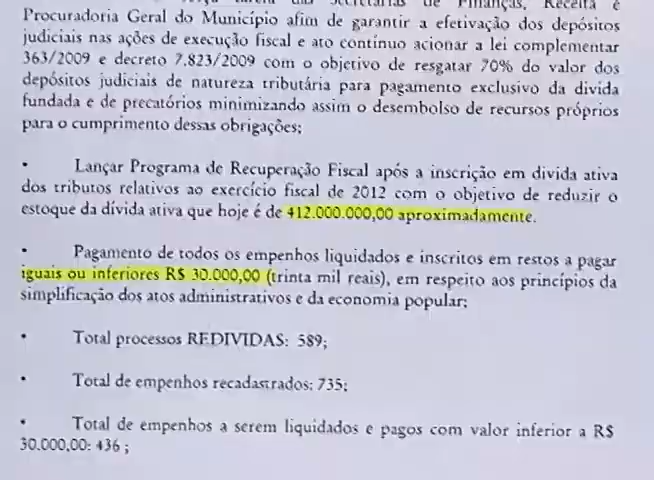 de Finanças, Receita e
Procuradoria Geral do Município afim de garantir a efetivação dos depósitos
judiciais nas ações de execução fiscal e ato contínuo acionar a lei complementar
363/2009 e decreto 7.823/2009 com o objetivo de resgatar 70% do valor dos
depósitos judiciais de natureza tributária para pagamento exclusivo da divida
fundada e de precatórios minimizando assim o desembolso de recursos próprios
para o cumprimento dessas obrigações;
• Lançar Programa de Recuperação Fiscal após a inscrição em divida ativa
dos tributos relativos ao exercício fiscal de 2012 com o objetivo de reduzir o
estoque da dívida ativa que hoje é de 412.000.000,00 aproximadamente.
• Pagamento de todos os empenhos liquidados e inscritos em restos a pagar
iguais ou inferiores R$ 30.000,00 (trinta mil reais), em respeito aos princípios da
simplificação dos atos administrativos e da economia popular;
• Total processos REDIVIDAS: 589;
• Total de empenhos recadastrados: 735;
• Total de empenhos a serem liquidados e pagos com valor inferior a R$
30.000,00: 436 ;